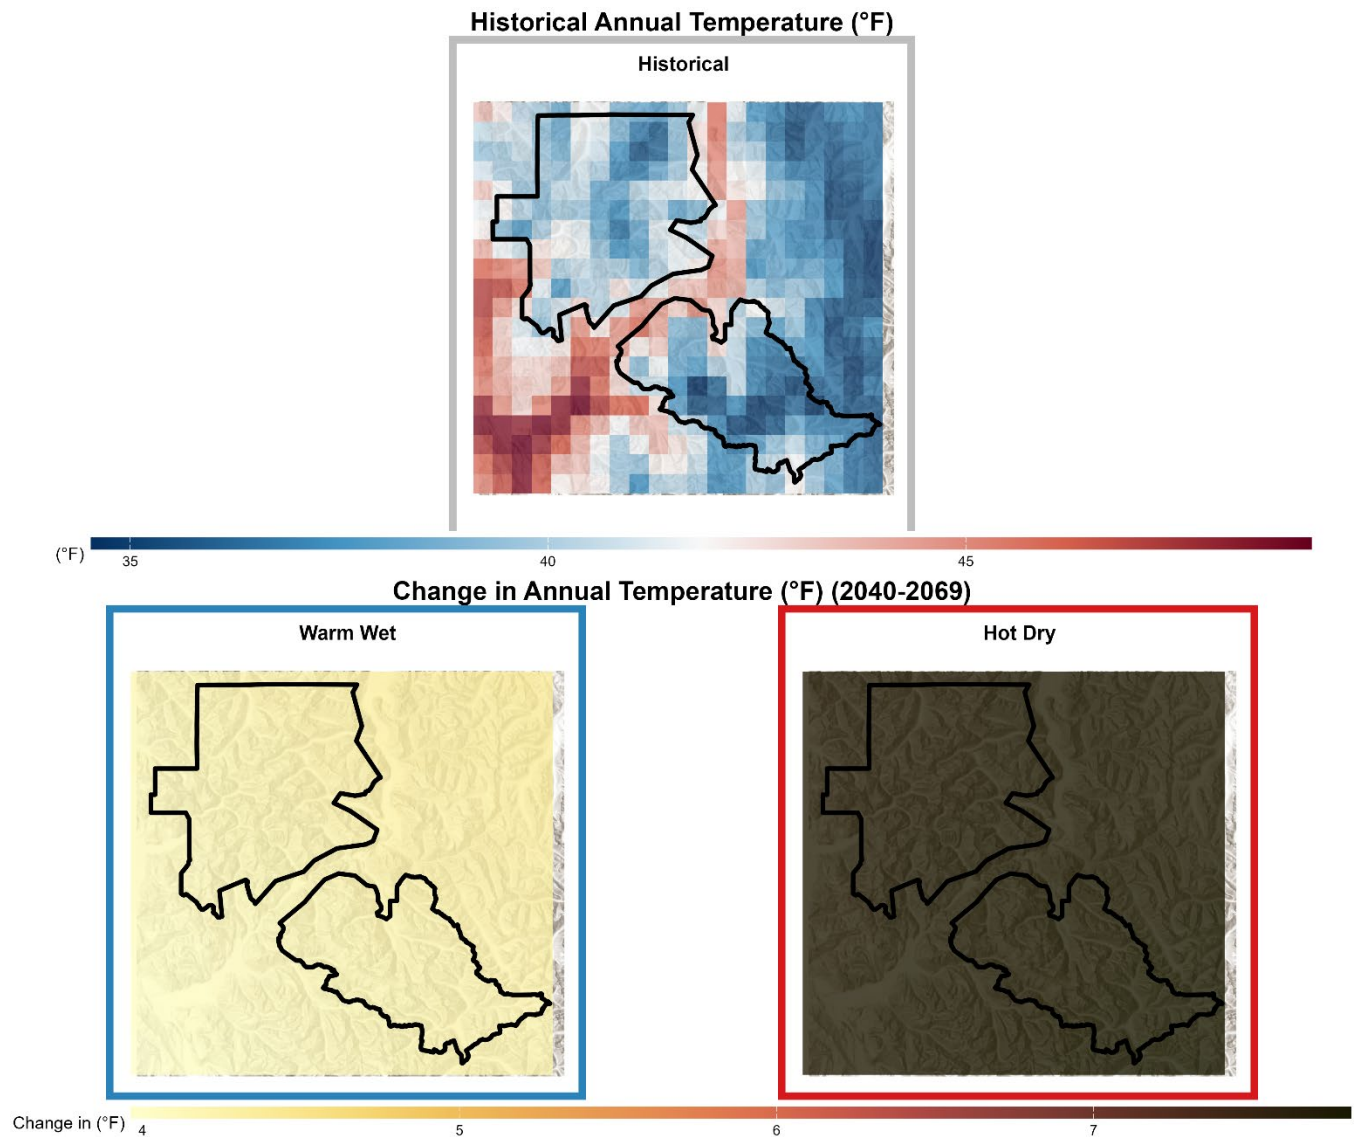 Historical Annual Temperature (°F)
Historical
(°F)
35 40 45
Change in Annual Temperature (°F) (2040-2069)
Warm Wet Hot Dry
Change in (°F) 4 5 6 7